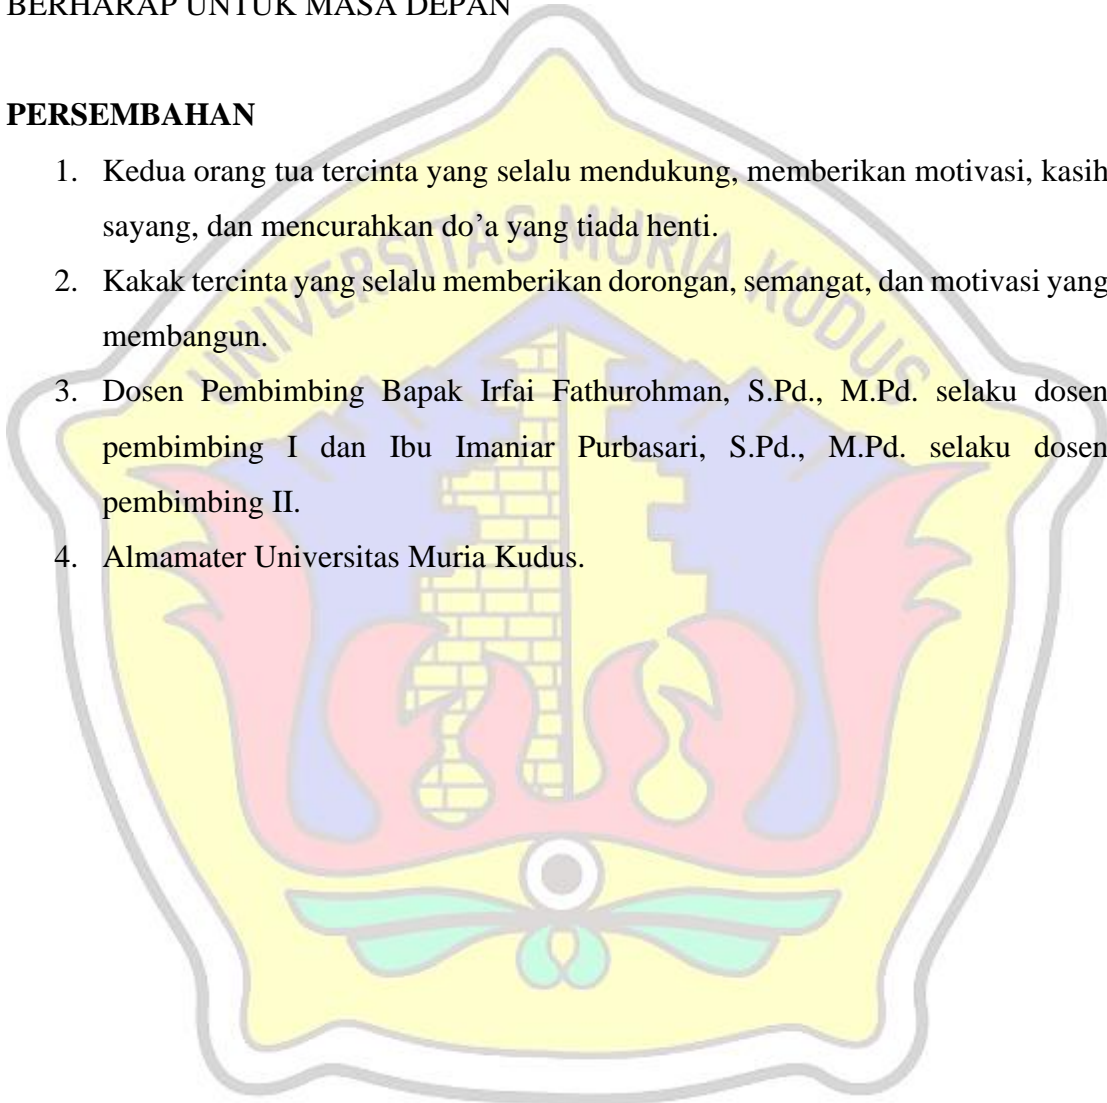 BERHARAP UNTUK MASA DEPAN
PERSEMBAHAN
1. Kedua orang tua tercinta yang selalu mendukung, memberikan motivasi, kasih
sayang, dan mencurahkan do’a yang tiada henti.
2. Kakak tercinta yang selalu memberikan dorongan, semangat, dan motivasi yang
membangun.
3. Dosen Pembimbing Bapak Irfai Fathurohman, S.Pd., M.Pd. selaku dosen
pembimbing I dan Ibu Imaniar Purbasari, S.Pd., M.Pd. selaku dosen
pembimbing II.
4. Almamater Universitas Muria Kudus.
UNIVERSITAS MURIA KUDUS